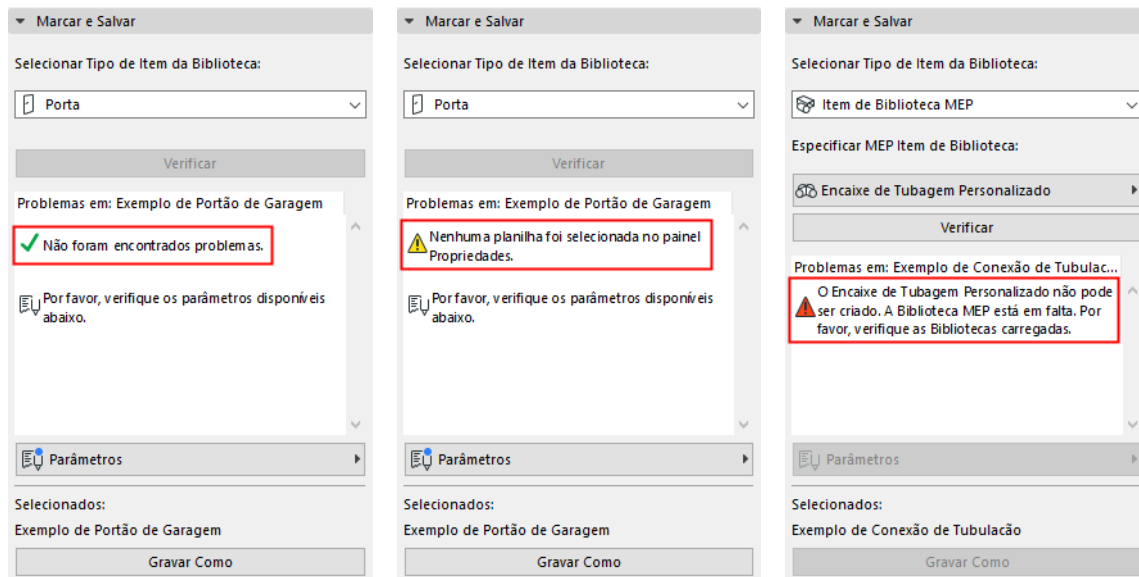 Marcar e Salvar
Selecionar Tipo de Item da Biblioteca:
Porta
Verificar
Problemas em: Exemplo de Portão de Garagem
Não foram encontrados problemas.
Por favor, verifique os parâmetros disponíveis
abaixo.
Parâmetros
Selecionados:
Exemplo de Portão de Garagem
Gravar Como
Marcar e Salvar
Selecionar Tipo de Item da Biblioteca:
Porta
Verificar
Problemas em: Exemplo de Portão de Garagem
Nenhuma planilha foi selecionada no painel
Propriedades.
Por favor, verifique os parâmetros disponíveis
abaixo.
Parâmetros
Selecionados:
Exemplo de Portão de Garagem
Gravar Como
Marcar e Salvar
Selecionar Tipo de Item da Biblioteca:
Item de Biblioteca MEP
Especificar MEP Item de Biblioteca:
Encaixe de Tubagem Personalizado
Verificar
Problemas em: Exemplo de Conexão de Tubulac...
O Encaixe de Tubagem Personalizado não pode
ser criado. A Biblioteca MEP está em falta. Por
favor, verifique as Bibliotecas carregadas.
Parâmetros
Selecionados:
Exemplo de Conexão de Tubulacão
Gravar Como